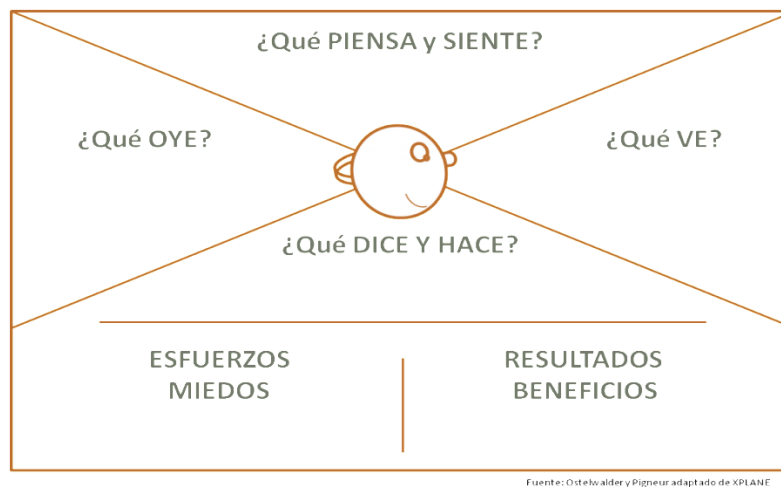 ¿Qué PIENSA y SIENTE?
¿Qué OYE?
¿Qué VE?
¿Qué DICE Y HACE?
ESFUERZOS
MIEDOS
RESULTADOS
BENEFICIOS
Fuente: Ostelwalder y Pigneur adaptado de XPLANE